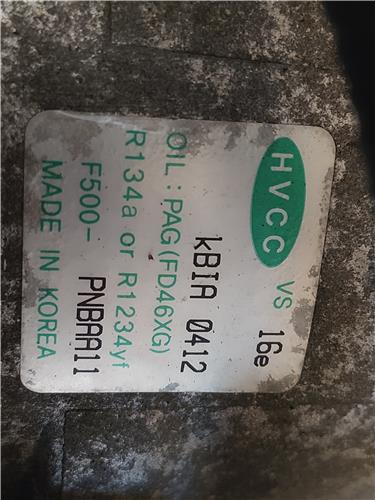 HVCC VS 16e
kBIA 0412
OIL : PAG (FD46XG)
R134a or R1234yf
F500- PNBAA11
MADE IN KOREA